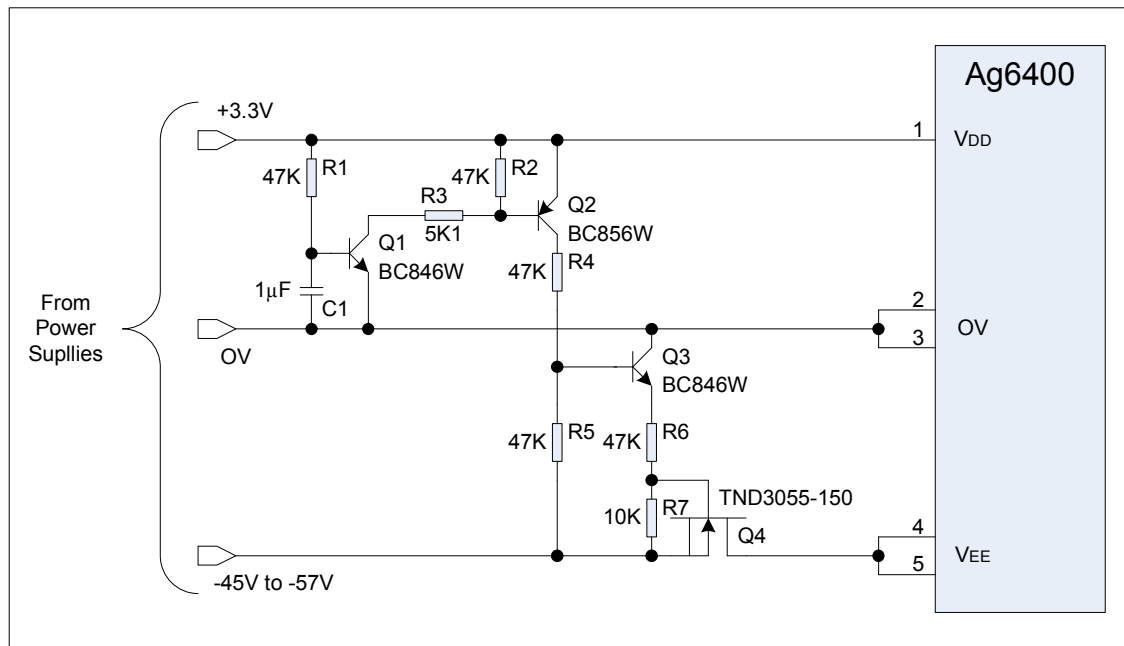 Ag6400
+3.3V
1
VDD
R1
47K
R2
47K
R3
5K1
Q2
BC856W
Q1
BC846W
R4
47K
1µF
C1
From
Power
Supllies
2
OV
3
OV
Q3
BC846W
R5
47K
R6
47K
TND3055-150
R7
10K
Q4
4
VEE
5
-45V to -57V